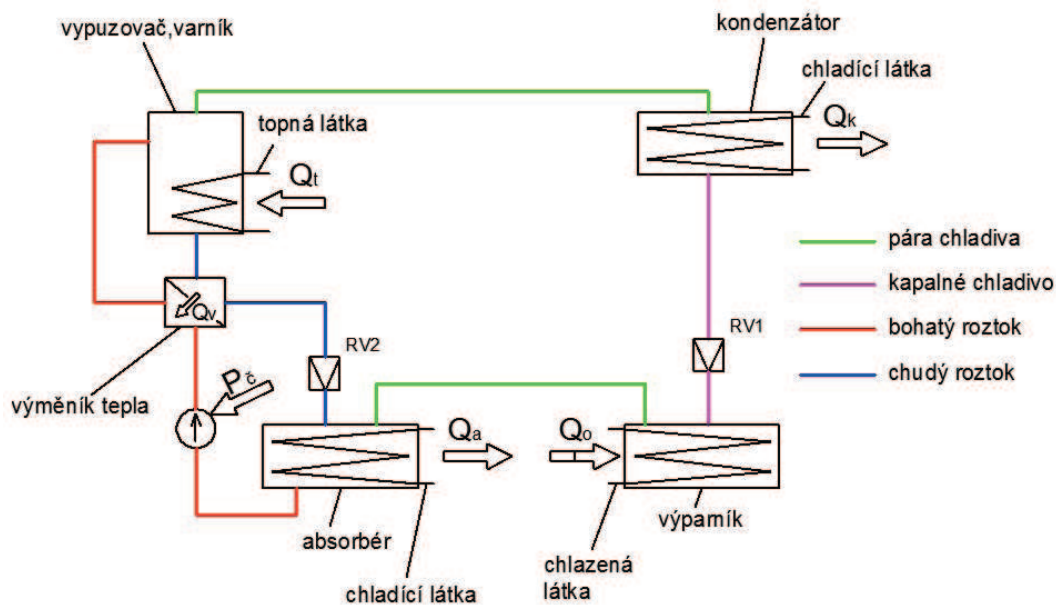 vypuzovač,varník
kondenzátor
chladící látka
topná látka
Qk
Qt
pára chladiva
kapalné chladivo
bohatý roztok
chudý roztok
Qv
RV1
RV2
výměník tepla
Pč
Qa
Qo
absorbér
výparník
chladící látka
chlazená
látka